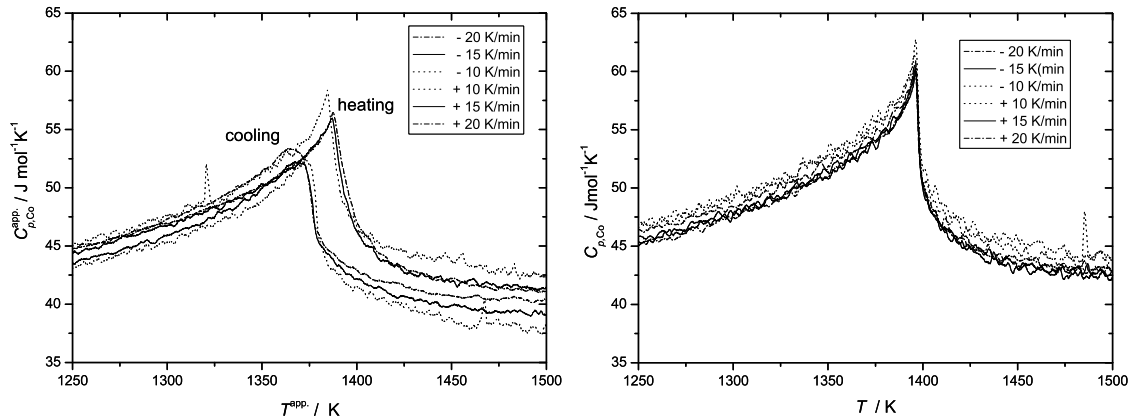 65
60
55
50
45
40
35
1250
1300
1350
1400
1450
1500
C_{p,Co}^{app.} / J mol⁻¹K⁻¹
T^{app.} / K
cooling
heating
- 20 K/min
- 15 K/min
- 10 K/min
+ 10 K/min
+ 15 K/min
+ 20 K/min
65
60
55
50
45
40
35
1250
1300
1350
1400
1450
1500
C_{p,Co} / Jmol⁻¹K⁻¹
T / K
- 20 K/min
- 15 K(min
- 10 K/min
+ 10 K/min
+ 15 K/min
+ 20 K/min